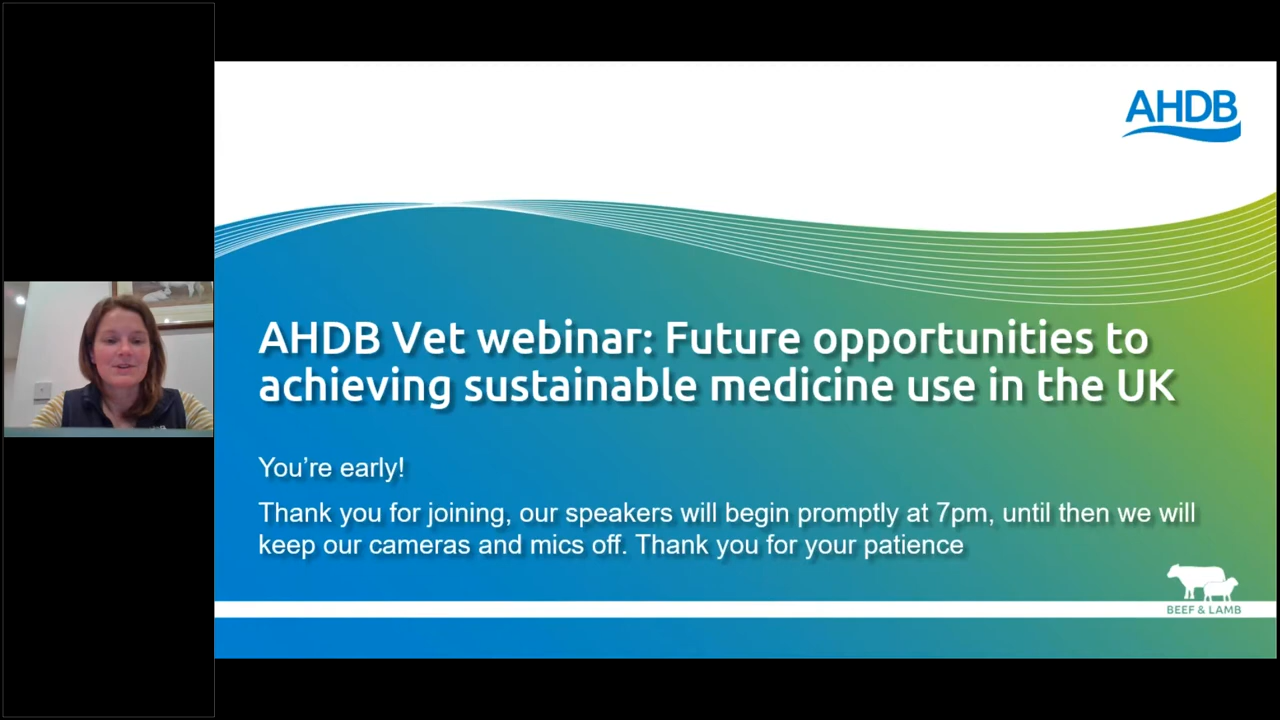 AHDB
AHDB Vet webinar: Future opportunities to
achieving sustainable medicine use in the UK
You're early!
Thank you for joining, our speakers will begin promptly at 7pm, until then we will
keep our cameras and mics off. Thank you for your patience
BEEF & LAMB